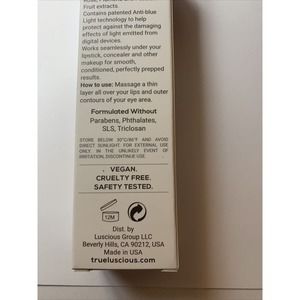 Fruit extracts.
Contains patented Anti-blue
Light technology to help
protect against the damaging
effects of light emitted from
digital devices.
Works seamlessly under your
lipstick, concealer and other
makeup for smooth,
conditioned, perfectly prepped
results.
How to use: Massage a thin
layer all over your lips and outer
contours of your eye area.
Formulated Without
Parabens, Phthalates,
SLS, Triclosan
STORE BELOW 30°C/86°F AND AVOID
DIRECT SUNLIGHT. FOR EXTERNAL USE
ONLY. IN THE UNLIKELY EVENT OF
IRRITATION, DISCONTINUE USE.
VEGAN.
CRUELTY FREE.
SAFETY TESTED.
12M
Dist. by
Luscious Group LLC
Beverly Hills, CA 90212, USA
Made in USA
trueluscious.com